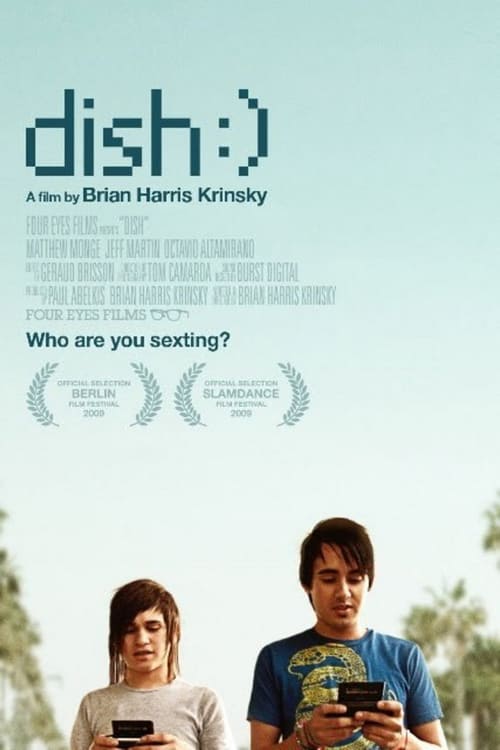 dish:)
A film by Brian Harris Krinsky
FOUR EYES FILMS "DISH"
MATTHEW MONGE JEFF MARTIN OCTAVIO ALTAMIRANO
GERAUD BRISSON TOM CAMARDA BURST DIGITAL
PAUL ABELKIS BRIAN HARRIS KRINSKY BRIAN HARRIS KRINSKY
FOUR EYES FILMS
Who are you sexting?
OFFICIAL SELECTION
BERLIN
FILM FESTIVAL
2009
OFFICIAL SELECTION
SLAMDANCE
FILM FESTIVAL
2009